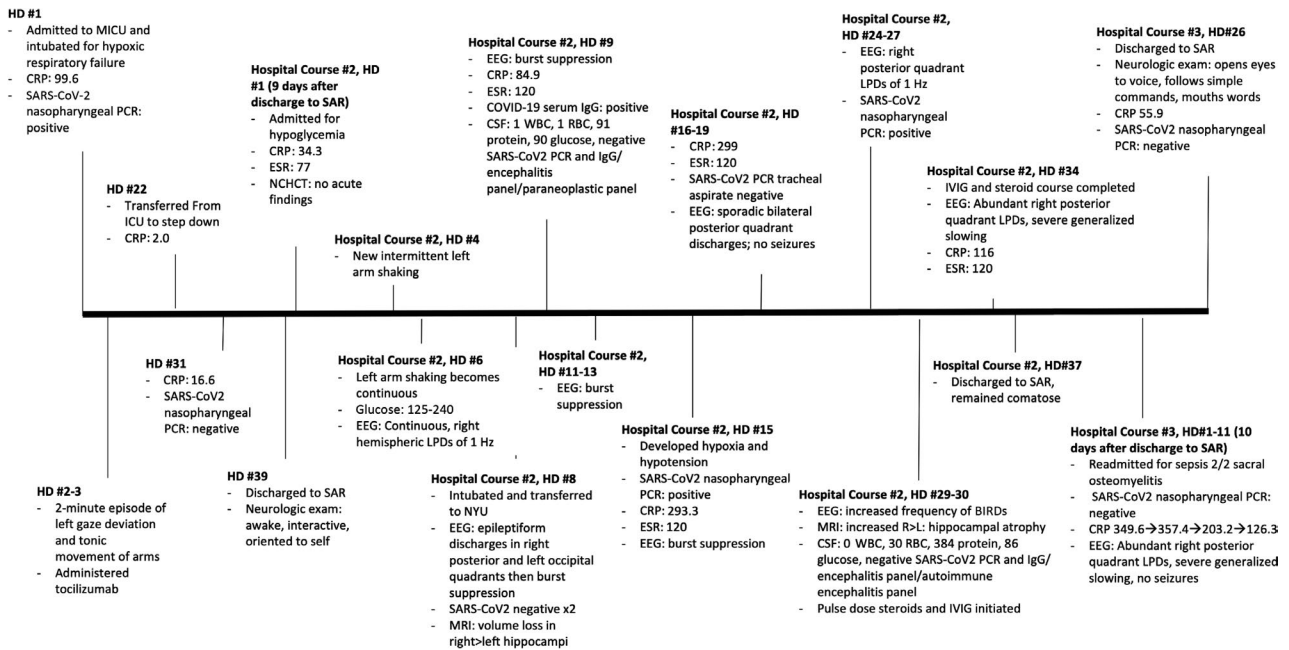 HD #1
- Admitted to MICU and
intubated for hypoxic
respiratory failure
- CRP: 99.6
- SARS-CoV-2
nasopharyngeal PCR:
positive
HD #2-3
- 2-minute episode of
left gaze deviation
and tonic
movement of arms
- Administered
tocilizumab
HD #22
- Transferred From
ICU to step down
- CRP: 2.0
HD #31
- CRP: 16.6
- SARS-CoV2
nasopharyngeal
PCR: negative
HD #39
- Discharged to SAR
- Neurologic exam:
awake, interactive,
oriented to self
Hospital Course #2, HD
#1 (9 days after
discharge to SAR)
- Admitted for
hypoglycemia
- CRP: 34.3
- ESR: 77
- NCHCT: no acute
findings
Hospital Course #2, HD #4
- New intermittent left
arm shaking
Hospital Course #2, HD #6
- Left arm shaking becomes
continuous
- Glucose: 125-240
- EEG: Continuous, right
hemispheric LPDs of 1 Hz
Hospital Course #2, HD #8
- Intubated and transferred
to NYU
- EEG: epileptiform
discharges in right
posterior and left occipital
quadrants then burst
suppression
- SARS-CoV2 negative x2
- MRI: volume loss in
right>left hippocampi
Hospital Course #2, HD #9
- EEG: burst suppression
- CRP: 84.9
- ESR: 120
- COVID-19 serum IgG: positive
- CSF: 1 WBC, 1 RBC, 91
protein, 90 glucose, negative
SARS-CoV2 PCR and IgG/
encephalitis
panel/paraneoplastic panel
Hospital Course #2,
HD #11-13
- EEG: burst
suppression
Hospital Course #2, HD #15
- Developed hypoxia and
hypotension
- SARS-CoV2 nasopharyngeal
PCR: positive
- CRP: 293.3
- ESR: 120
- EEG: burst suppression
Hospital Course #2, HD
#16-19
- CRP: 299
- ESR: 120
- SARS-CoV2 PCR tracheal
aspirate negative
- EEG: sporadic bilateral
posterior quadrant
discharges; no seizures
Hospital Course #2,
HD #24-27
- EEG: right
posterior quadrant
LPDs of 1 Hz
- SARS-CoV2
nasopharyngeal
PCR: positive
Hospital Course #2, HD #29-30
- EEG: increased frequency of BIRDs
- MRI: increased R>L: hippocampal atrophy
- CSF: 0 WBC, 30 RBC, 384 protein, 86
glucose, negative SARS-CoV2 PCR and IgG/
encephalitis panel/autoimmune
encephalitis panel
- Pulse dose steroids and IVIG initiated
Hospital Course #2, HD #34
- IVIG and steroid course completed
- EEG: Abundant right posterior
quadrant LPDs, severe generalized
slowing
- CRP: 116
- ESR: 120
Hospital Course #2, HD#37
- Discharged to SAR,
remained comatose
Hospital Course #3, HD#1-11 (10
days after discharge to SAR)
- Readmitted for sepsis 2/2 sacral
osteomyelitis
- SARS-CoV2 nasopharyngeal PCR:
negative
- CRP 349.6→357.4→203.2→126.3
- EEG: Abundant right posterior
quadrant LPDs, severe generalized
slowing, no seizures
Hospital Course #3, HD#26
- Discharged to SAR
- Neurologic exam: opens eyes
to voice, follows simple
commands, mouths words
- CRP 55.9
- SARS-CoV2 nasopharyngeal
PCR: negative